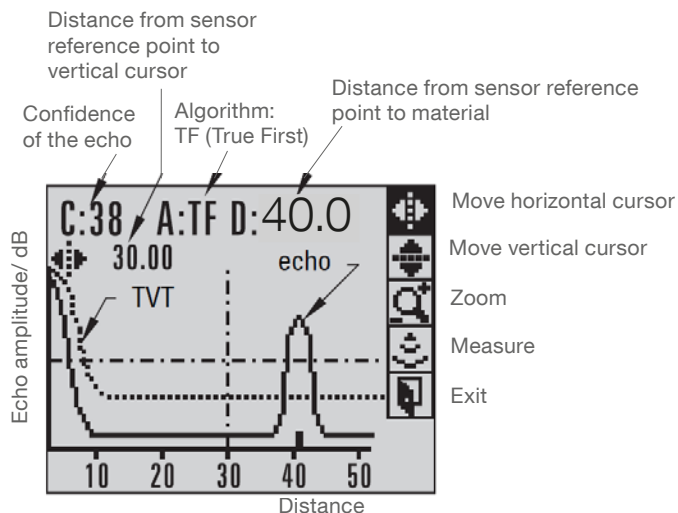 Distance from sensor
reference point to
vertical cursor
Confidence
of the echo
Algorithm:
TF (True First)
Distance from sensor reference
point to material
C:38 A:TF D:40.0
30.00
echo
TVT
Echo amplitude/ dB
10 20 30 40 50
Distance
Move horizontal cursor
Move vertical cursor
Zoom
Measure
Exit